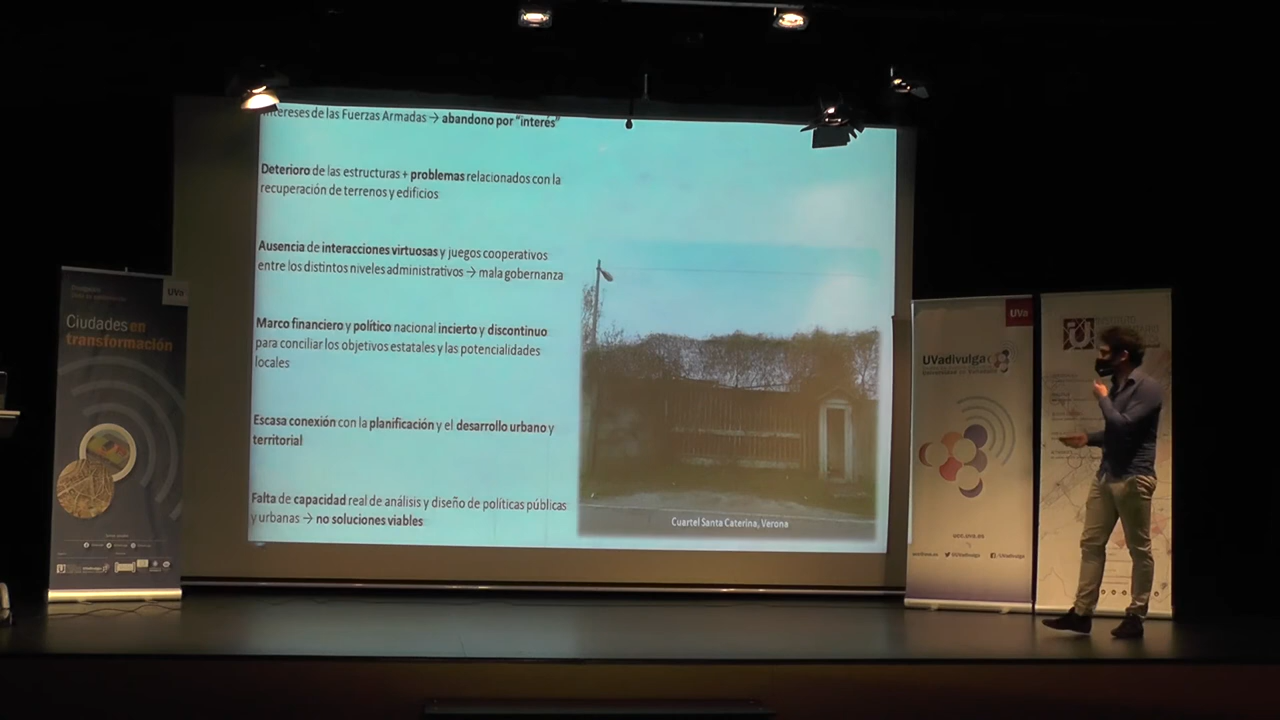 Intereses de las Fuerzas Armadas → abandono por "interés"
Deterioro de las estructuras + problemas relacionados con la
recuperación de terrenos y edificios
Ausencia de interacciones virtuosas y juegos cooperativos
entre los distintos niveles administrativos → mala gobernanza
Marco financiero y político nacional incierto y discontinuo
para conciliar los objetivos estatales y las potencialidades
locales
Escasa conexión con la planificación y el desarrollo urbano y
territorial
Falta de capacidad real de análisis y diseño de políticas públicas
y urbanas → no soluciones viables
Cuartel Santa Caterina, Verona
UVa
Ciudades en
transformación
UVa
UVadivulga
ucc.uva.es
UVadivulga